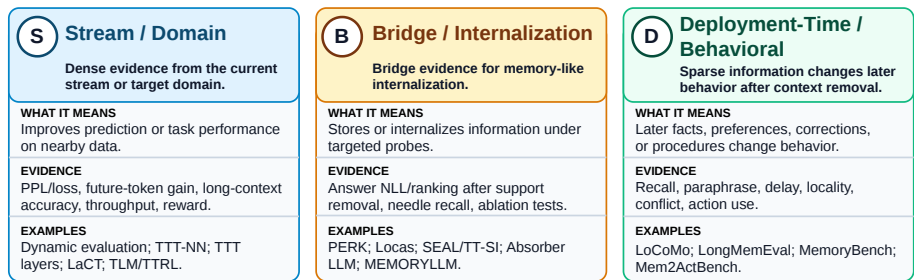 S Stream / Domain
Dense evidence from the current
stream or target domain.
WHAT IT MEANS
Improves prediction or task performance
on nearby data.
EVIDENCE
PPL/loss, future-token gain, long-context
accuracy, throughput, reward.
EXAMPLES
Dynamic evaluation; TTT-NN; TTT
layers; LaCT; TLM/TTRL.
B Bridge / Internalization
Bridge evidence for memory-like
internalization.
WHAT IT MEANS
Stores or internalizes information under
targeted probes.
EVIDENCE
Answer NLL/ranking after support
removal, needle recall, ablation tests.
EXAMPLES
PERK; Locas; SEAL/TT-SI; Absorber
LLM; MEMORYLLM.
D Deployment-Time /
Behavioral
Sparse information changes later
behavior after context removal.
WHAT IT MEANS
Later facts, preferences, corrections,
or procedures change behavior.
EVIDENCE
Recall, paraphrase, delay, locality,
conflict, action use.
EXAMPLES
LoCoMo; LongMemEval; MemoryBench;
Mem2ActBench.